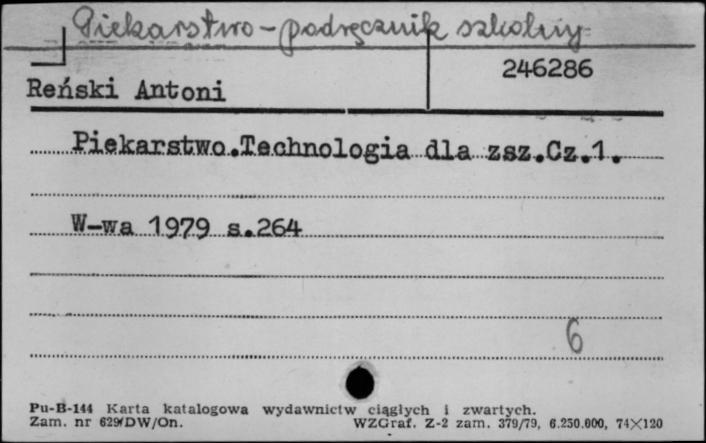 Piekarstwo - podręcznik szkolny
246286
Reński Antoni
Piekarstwo.Technologia dla zsz.Cz.1.
W-wa 1979 s.264
6
Pu-B-144 Karta katalogowa wydawnictw ciągłych i zwartych.
Zam. nr 629/DW/On. WZGraf. Z-2 zam. 379/79, 6.250.000, 74×120